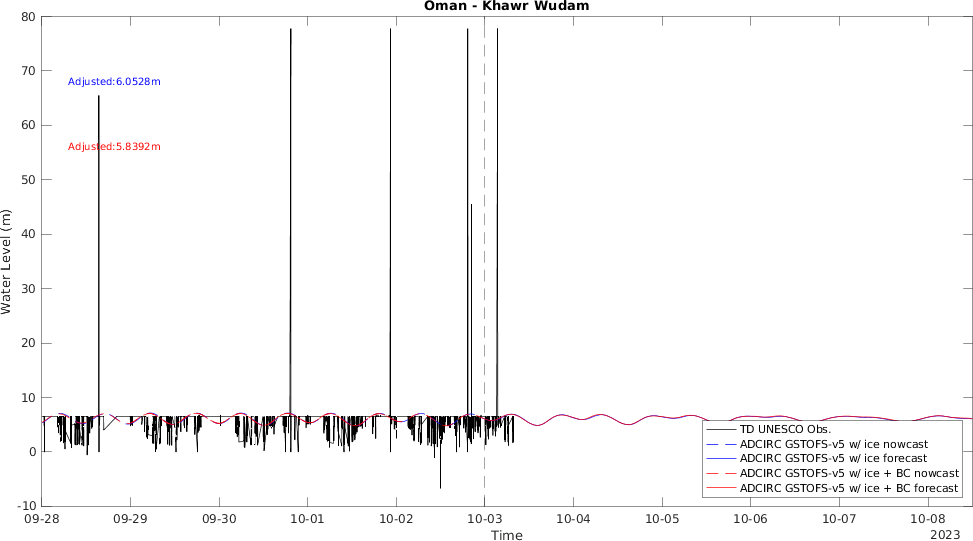 Oman - Khawr Wudam
80
70
60
50
40
30
20
10
0
-10
Water Level (m)
Adjusted:6.0528m
Adjusted:5.8392m
TD UNESCO Obs.
ADCIRC GSTOFS-v5 w/ ice nowcast
ADCIRC GSTOFS-v5 w/ ice forecast
ADCIRC GSTOFS-v5 w/ ice + BC nowcast
ADCIRC GSTOFS-v5 w/ ice + BC forecast
09-28 09-29 09-30 10-01 10-02 10-03 10-04 10-05 10-06 10-07 10-08
2023
Time